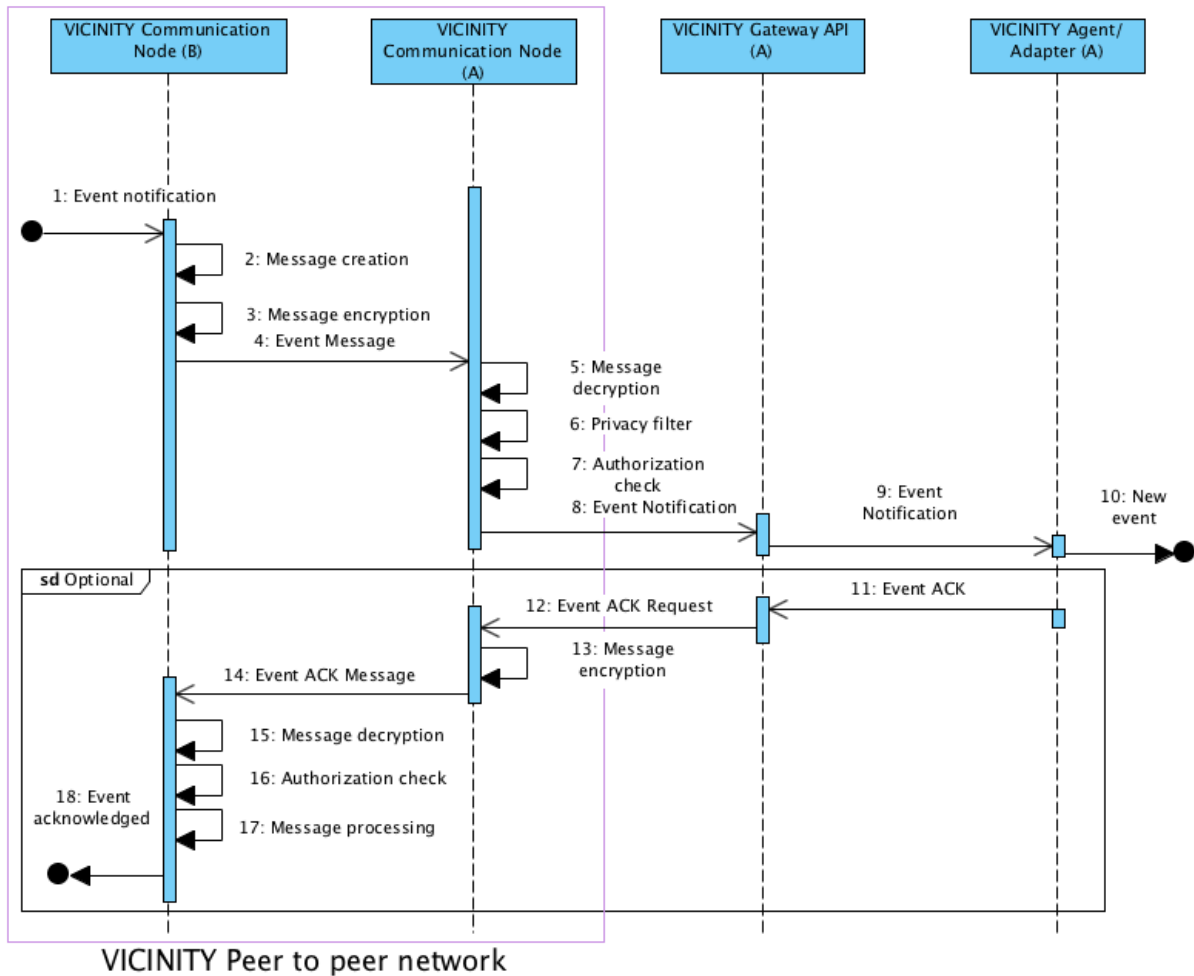 VICINITY Communication
Node (B)
VICINITY
Communication Node
(A)
VICINITY Gateway API
(A)
VICINITY Agent/
Adapter (A)
1: Event notification
2: Message creation
3: Message encryption
4: Event Message
5: Message
decryption
6: Privacy filter
7: Authorization
check
8: Event Notification
9: Event
Notification
10: New
event
sd Optional
11: Event ACK
12: Event ACK Request
13: Message
encryption
14: Event ACK Message
15: Message decryption
16: Authorization check
17: Message processing
18: Event
acknowledged
VICINITY Peer to peer network